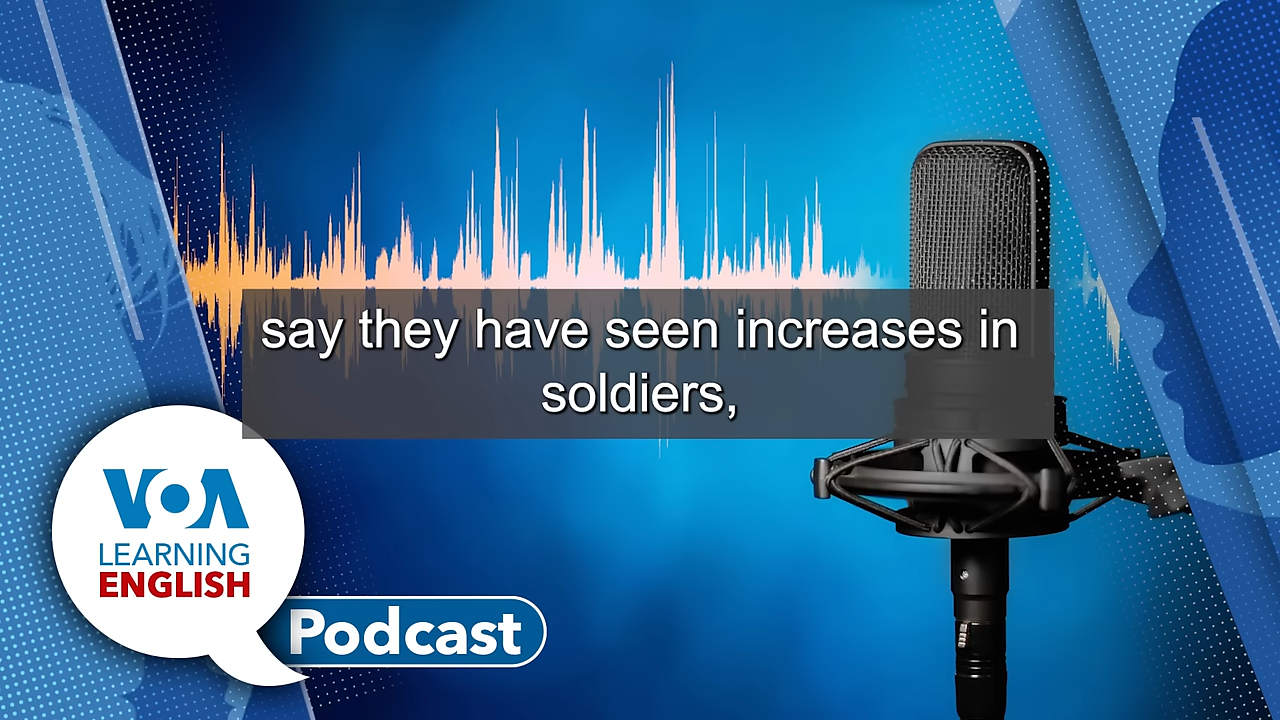 say they have seen increases in
soldiers,
VOA
LEARNING
ENGLISH
Podcast